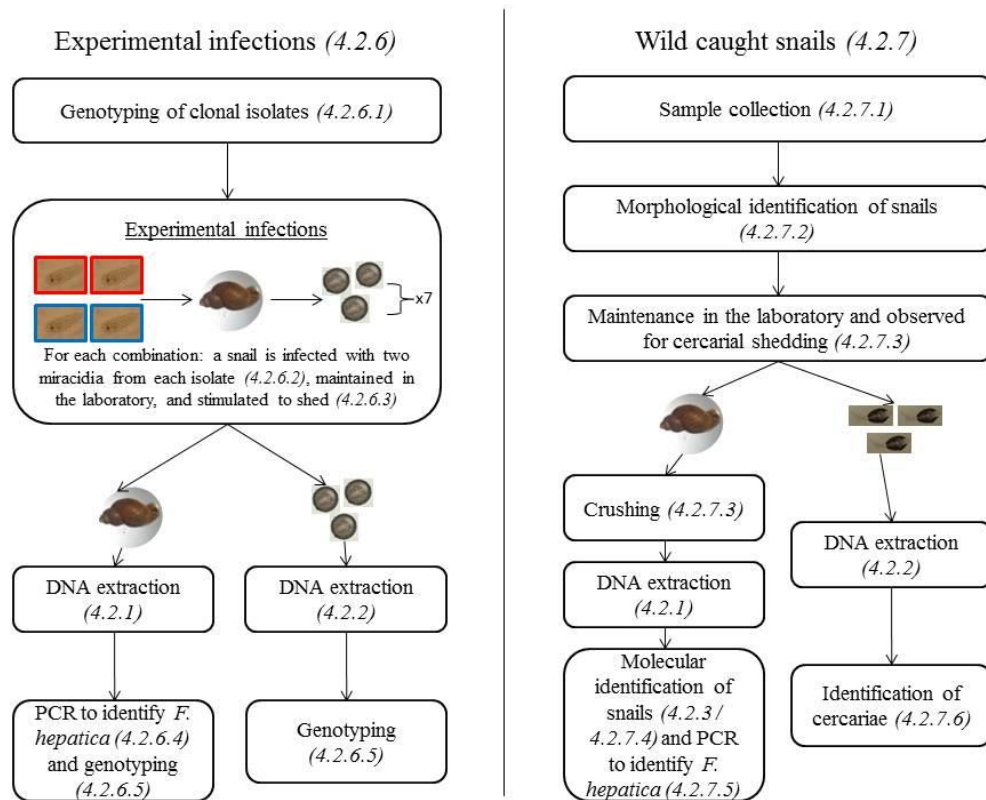 Experimental infections (4.2.6)
Genotyping of clonal isolates (4.2.6.1)
Experimental infections
x7
For each combination: a snail is infected with two
miracidia from each isolate (4.2.6.2), maintained in
the laboratory, and stimulated to shed (4.2.6.3)
DNA extraction
(4.2.1)
DNA extraction
(4.2.2)
PCR to identify F.
hepatica (4.2.6.4)
and genotyping
(4.2.6.5)
Genotyping
(4.2.6.5)
Wild caught snails (4.2.7)
Sample collection (4.2.7.1)
Morphological identification of snails
(4.2.7.2)
Maintenance in the laboratory and observed
for cercarial shedding (4.2.7.3)
Crushing (4.2.7.3)
DNA extraction
(4.2.1)
Molecular
identification of
snails (4.2.3 /
4.2.7.4) and PCR
to identify F.
hepatica (4.2.7.5)
DNA extraction
(4.2.2)
Identification of
cercariae (4.2.7.6)